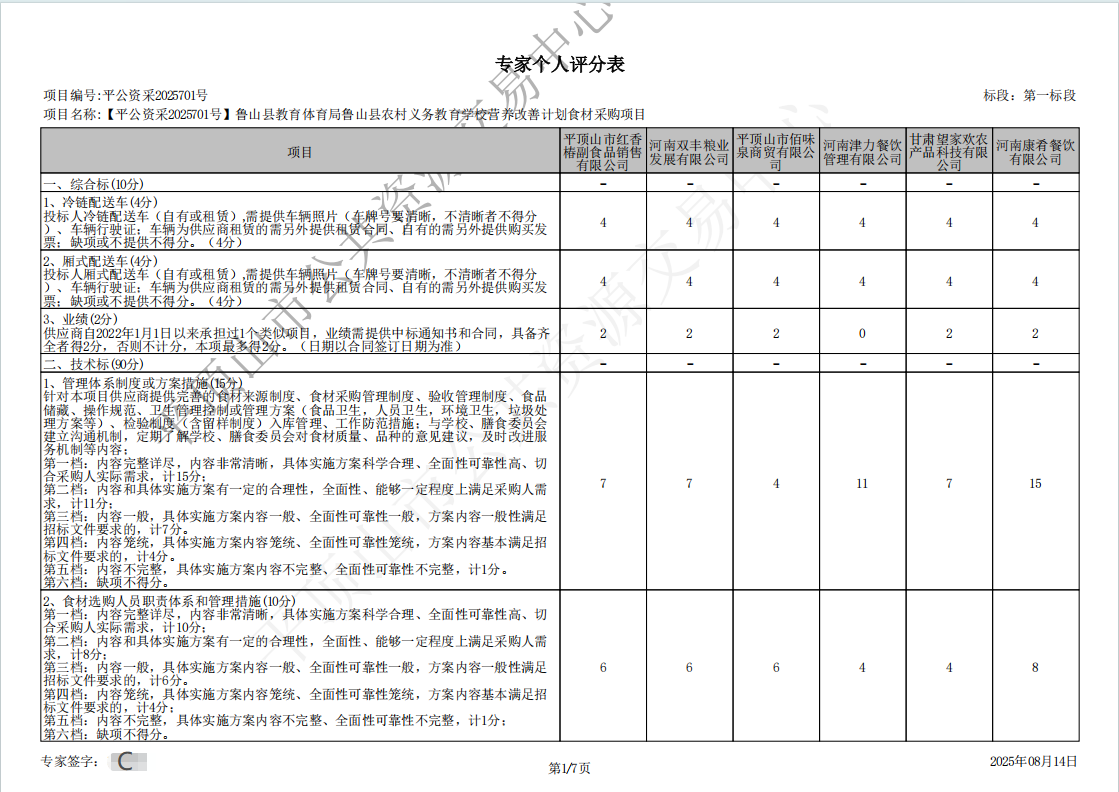 专家个人评分表
项目编号:平公资采2025701号
标段：第一标段
项目名称:【平公资采2025701号】鲁山县教育体育局鲁山县农村义务教育学校营养改善计划食材采购项目
项目
平顶山市红香
椿副食品销售
有限公司
河南双丰粮业
发展有限公司
平顶山市佰味
泉商贸有限公
司
河南津力餐饮
管理有限公司
甘肃望家欢农
产品科技有限
公司
河南康肴餐饮
有限公司
一、综合标(10分) - - - - - -
1、冷链配送车(4分)
投标人冷链配送车（自有或租赁）,需提供车辆照片（车牌号要清晰，不清晰者不得分
）、车辆行驶证；车辆为供应商租赁的需另外提供租赁合同、自有的需另外提供购买发
票；缺项或不提供不得分。（4分）
4 4 4 4 4 4
2、厢式配送车(4分)
投标人厢式配送车（自有或租赁）,需提供车辆照片（车牌号要清晰，不清晰者不得分
）、车辆行驶证；车辆为供应商租赁的需另外提供租赁合同、自有的需另外提供购买发
票；缺项或不提供不得分。（4分）
4 4 4 4 4 4
3、业绩(2分)
供应商自2022年1月1日以来承担过1个类似项目，业绩需提供中标通知书和合同，具备齐
全者得2分，否则不计分，本项最多得2分。（日期以合同签订日期为准）
2 2 2 0 2 2
二、技术标(90分) - - - - - -
1、管理体系制度或方案措施(15分)
针对本项目供应商提供完善的食材来源制度、食材采购管理制度、验收管理制度、食品
储藏、操作规范、卫生管理控制或管理方案（食品卫生，人员卫生，环境卫生，垃圾处
理方案等）、检验制度（含留样制度）入库管理、工作防范措施；与学校、膳食委员会
建立沟通机制，定期了解学校、膳食委员会对食材质量、品种的意见建议，及时改进服
务机制等内容；
第一档：内容完整详尽，内容非常清晰，具体实施方案科学合理、全面性可靠性高、切
合采购人实际需求，计15分；
第二档：内容和具体实施方案有一定的合理性，全面性、能够一定程度上满足采购人需
求，计11分；
第三档：内容一般，具体实施方案内容一般、全面性可靠性一般，方案内容一般性满足
招标文件要求的，计7分。
第四档：内容笼统，具体实施方案内容笼统、全面性可靠性笼统，方案内容基本满足招
标文件要求的，计4分。
第五档：内容不完整，具体实施方案内容不完整、全面性可靠性不完整，计1分。
第六档：缺项不得分。
7 7 4 11 7 15
2、食材选购人员职责体系和管理措施(10分)
第一档：内容完整详尽，内容非常清晰，具体实施方案科学合理、全面性可靠性高、切
合采购人实际需求，计10分；
第二档：内容和具体实施方案有一定的合理性，全面性、能够一定程度上满足采购人需
求，计8分；
第三档：内容一般，具体实施方案内容一般、全面性可靠性一般，方案内容一般性满足
招标文件要求的，计6分。
第四档：内容笼统，具体实施方案内容笼统、全面性可靠性笼统，方案内容基本满足招
标文件要求的，计4分；
第五档：内容不完整，具体实施方案内容不完整、全面性可靠性不完整，计1分；
第六档：缺项不得分。
6 6 6 4 4 8
专家签字： C
第1/7页
2025年08月14日
平顶山市公共资源交易中心
平顶山市公共资源交易中心